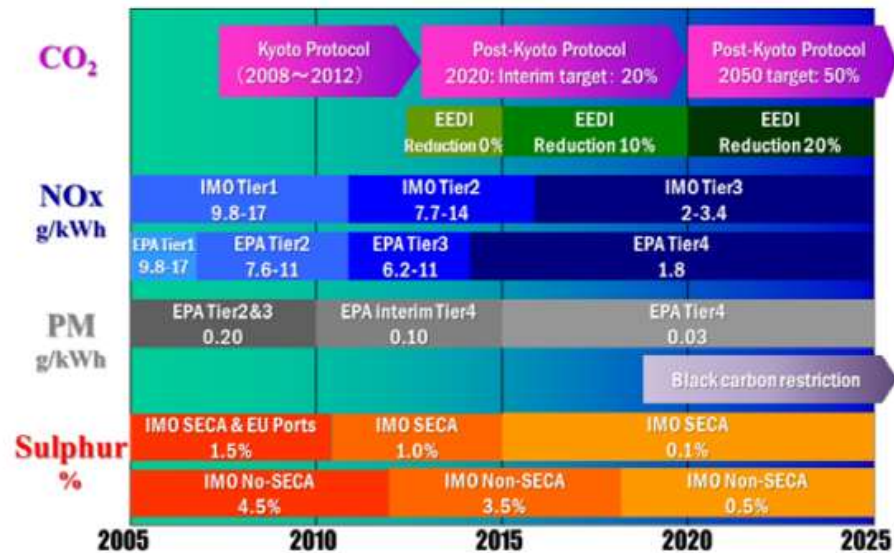 CO₂
Kyoto Protocol
(2008～2012)
Post-Kyoto Protocol
2020: Interim target: 20%
Post-Kyoto Protocol
2050 target: 50%
EEDI
Reduction 0%
EEDI
Reduction 10%
EEDI
Reduction 20%
NOx
g/kWh
IMO Tier1
9.8-17
IMO Tier2
7.7-14
IMO Tier3
2-3.4
EPA Tier1
9.8-17
EPA Tier2
7.6-11
EPA Tier3
6.2-11
EPA Tier4
1.8
PM
g/kWh
EPA Tier2&3
0.20
EPA Interim Tier4
0.10
EPA Tier4
0.03
Black carbon restriction
Sulphur
%
IMO SECA & EU Ports
1.5%
IMO SECA
1.0%
IMO SECA
0.1%
IMO No-SECA
4.5%
IMO Non-SECA
3.5%
IMO Non-SECA
0.5%
2005 2010 2015 2020 2025